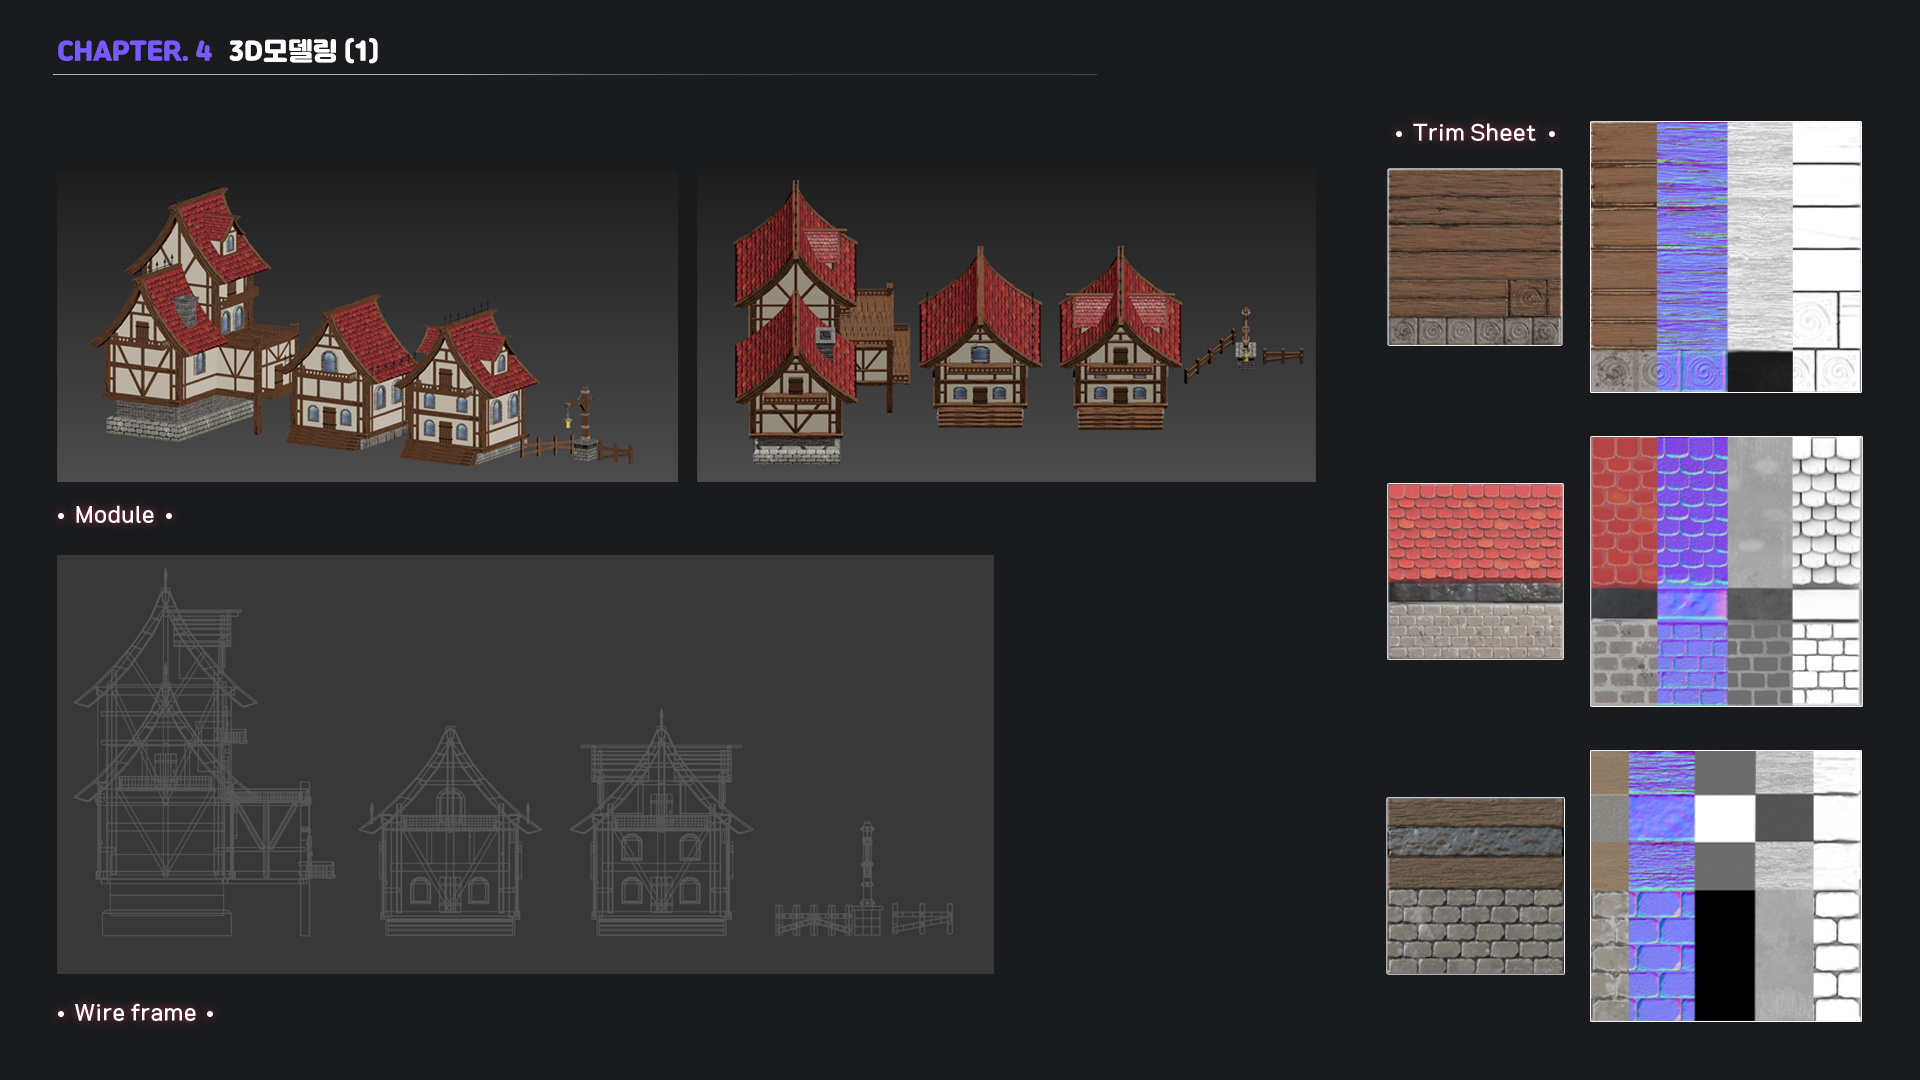 CHAPTER. 4 3D모델링 (1)
• Trim Sheet •
• Module •
• Wire frame •